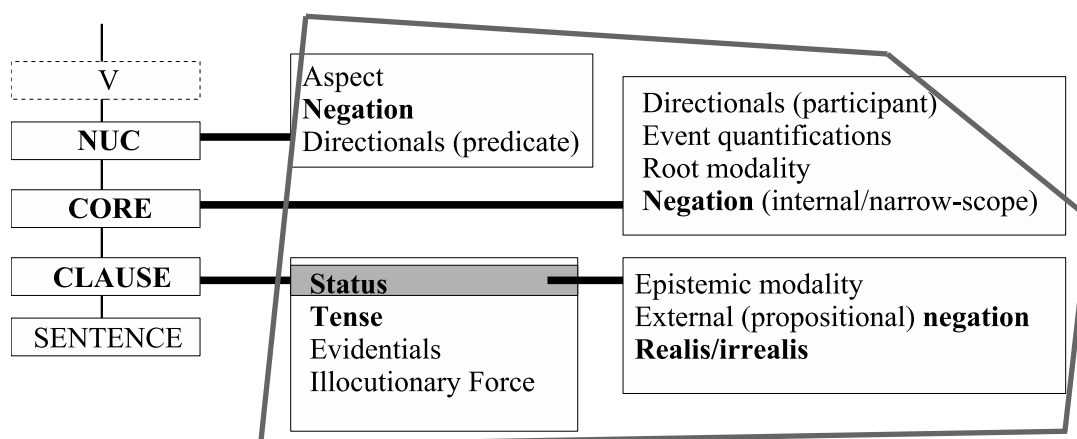 V
NUC
CORE
CLAUSE
SENTENCE
Aspect
Negation
Directionals (predicate)
Directionals (participant)
Event quantifications
Root modality
Negation (internal/narrow-scope)
Status
Tense
Evidentials
Illocutionary Force
Epistemic modality
External (propositional) negation
Realis/irrealis